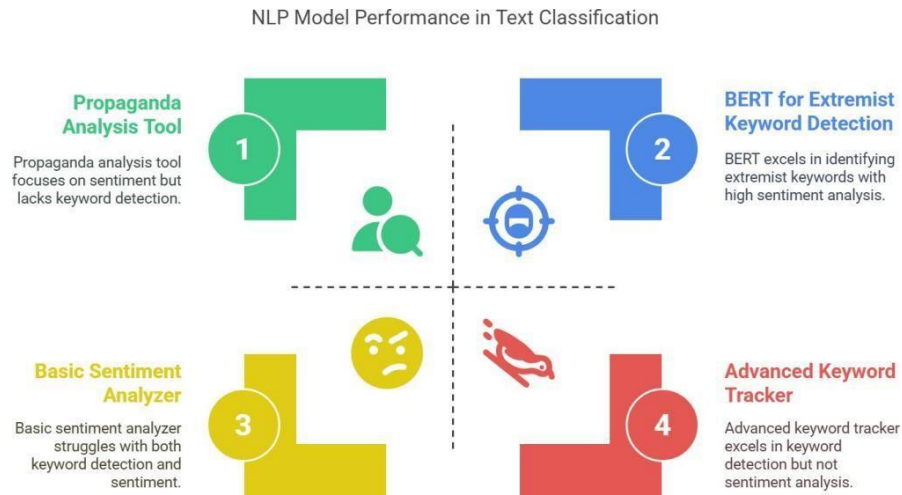 NLP Model Performance in Text Classification
Propaganda
Analysis Tool
1
Propaganda analysis tool
focuses on sentiment but
lacks keyword detection.
BERT for Extremist
Keyword Detection
2
BERT excels in identifying
extremist keywords with
high sentiment analysis.
Basic Sentiment
Analyzer
3
Basic sentiment analyzer
struggles with both
keyword detection and
sentiment.
Advanced Keyword
Tracker
4
Advanced keyword tracker
excels in keyword
detection but not
sentiment analysis.